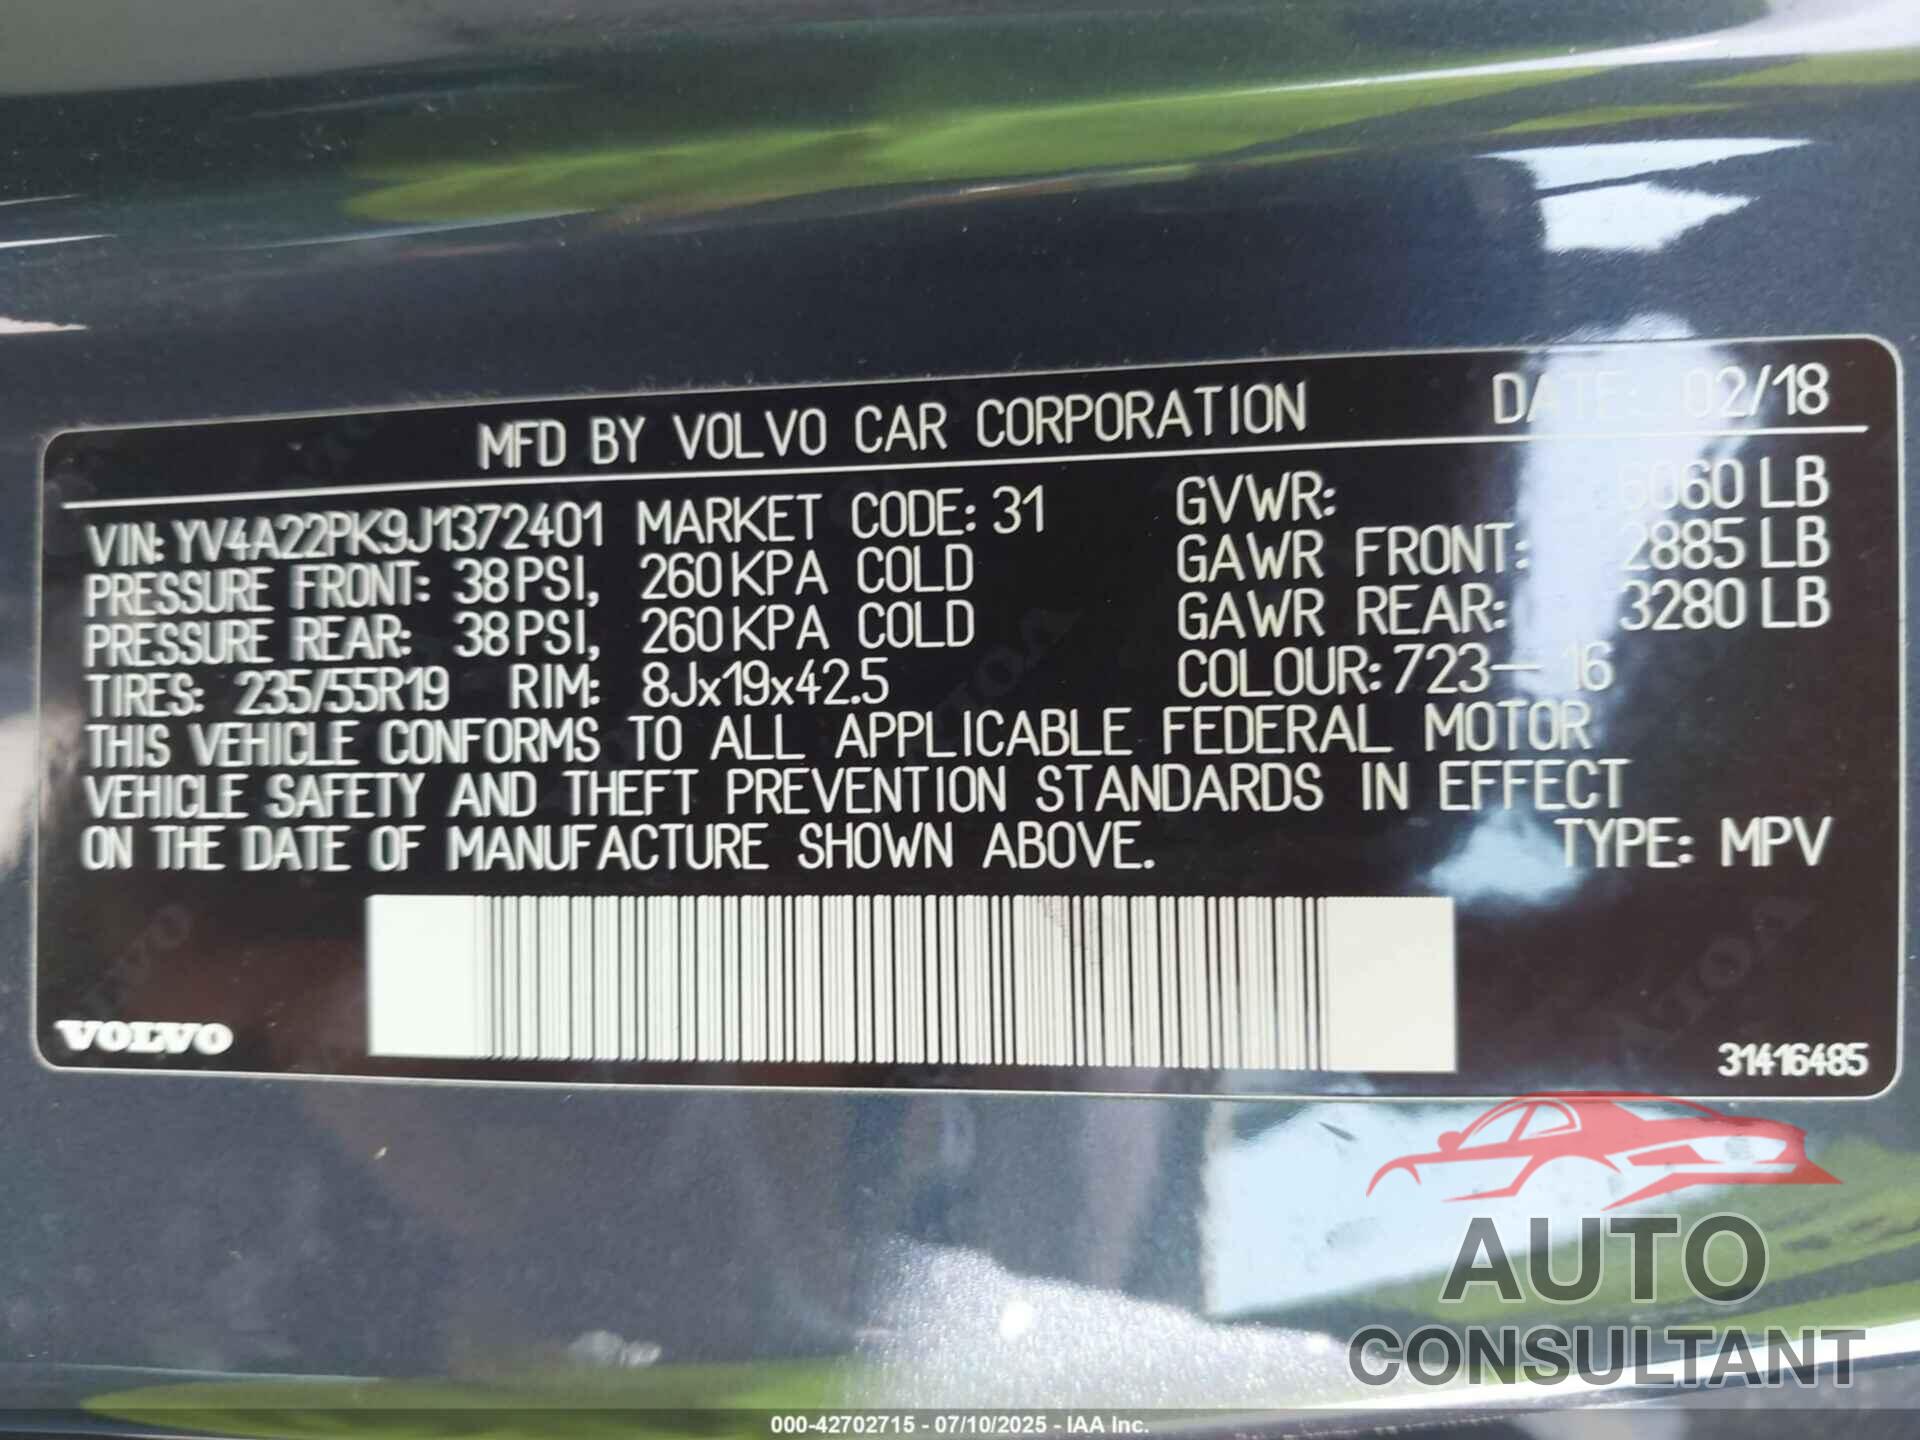 MFD BY VOLVO CAR CORPORATION DATE: 02/18
VIN: YV4A22PK9J1372401 MARKET CODE: 31 GVWR: 6060 LB
PRESSURE FRONT: 38 PSI, 260 KPA COLD GAWR FRONT: 2885 LB
PRESSURE REAR: 38 PSI, 260 KPA COLD GAWR REAR: 3280 LB
TIRES: 235/55R19 RIM: 8Jx19x42.5 COLOUR: 723-16
THIS VEHICLE CONFORMS TO ALL APPLICABLE FEDERAL MOTOR
VEHICLE SAFETY AND THEFT PREVENTION STANDARDS IN EFFECT
ON THE DATE OF MANUFACTURE SHOWN ABOVE. TYPE: MPV
VOLVO
31416485
AUTO
CONSULTANT
000-42702715 - 07/10/2025 - IAA Inc.